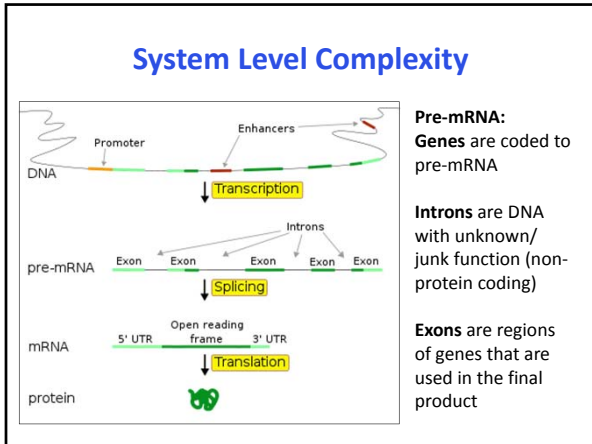 System Level Complexity
Promoter
Enhancers
DNA
Transcription
Introns
pre-mRNA
Exon Exon Exon Exon Exon
Splicing
mRNA
5' UTR
Open reading
frame
3' UTR
Translation
protein
Pre-mRNA:
Genes are coded to
pre-mRNA
Introns are DNA
with unknown/
junk function (non-
protein coding)
Exons are regions
of genes that are
used in the final
product